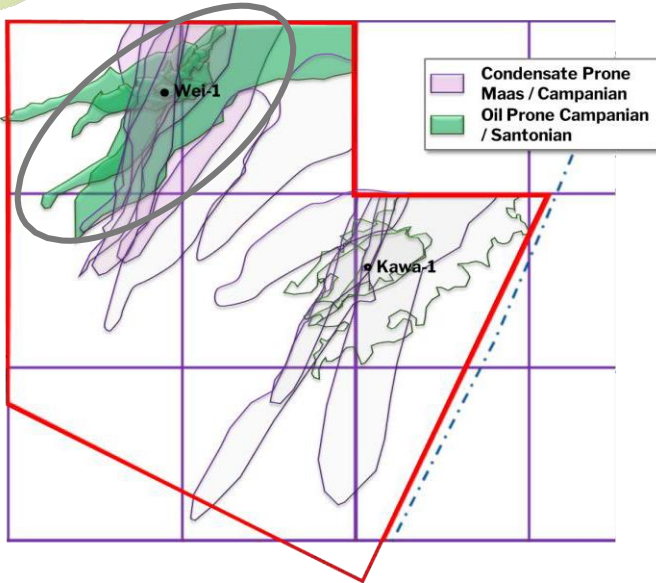 Wei-1
Condensate Prone
Maas / Campanian
Oil Prone Campanian
/ Santonian
Kawa-1